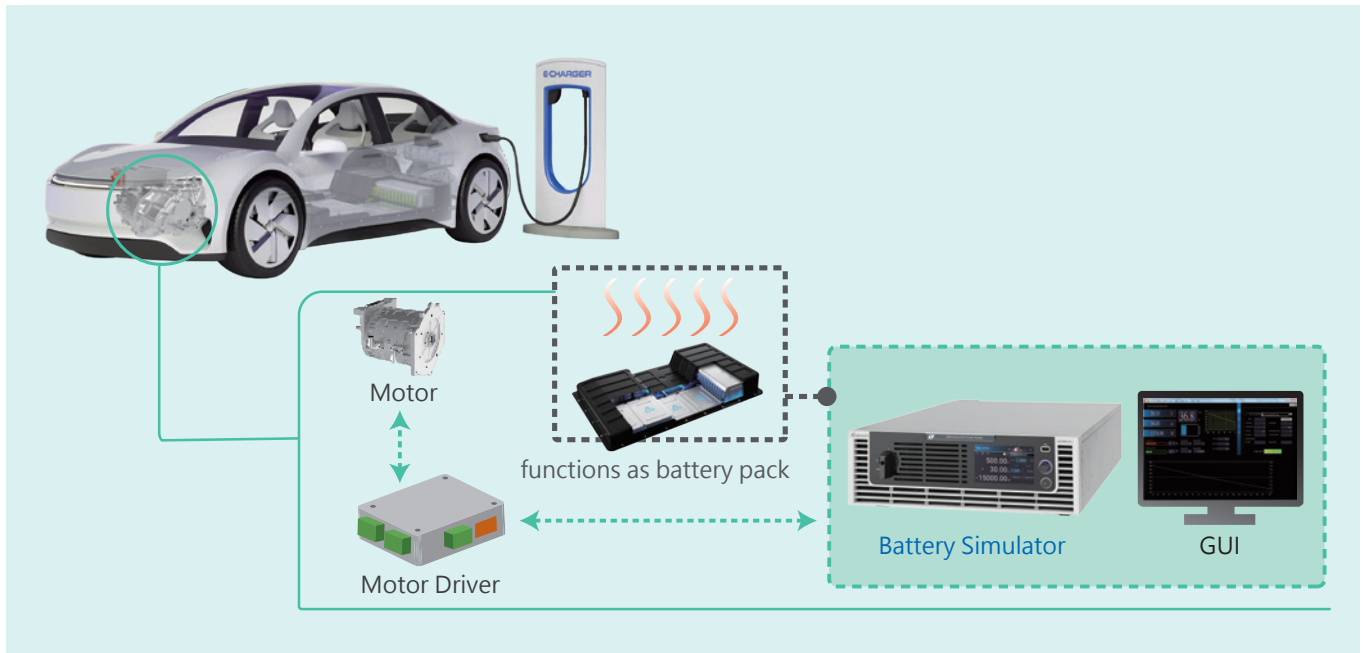 E-CHARGER
Motor
functions as battery pack
500.00
30.00
-15000.00
36.8
Battery Simulator
GUI
Motor Driver